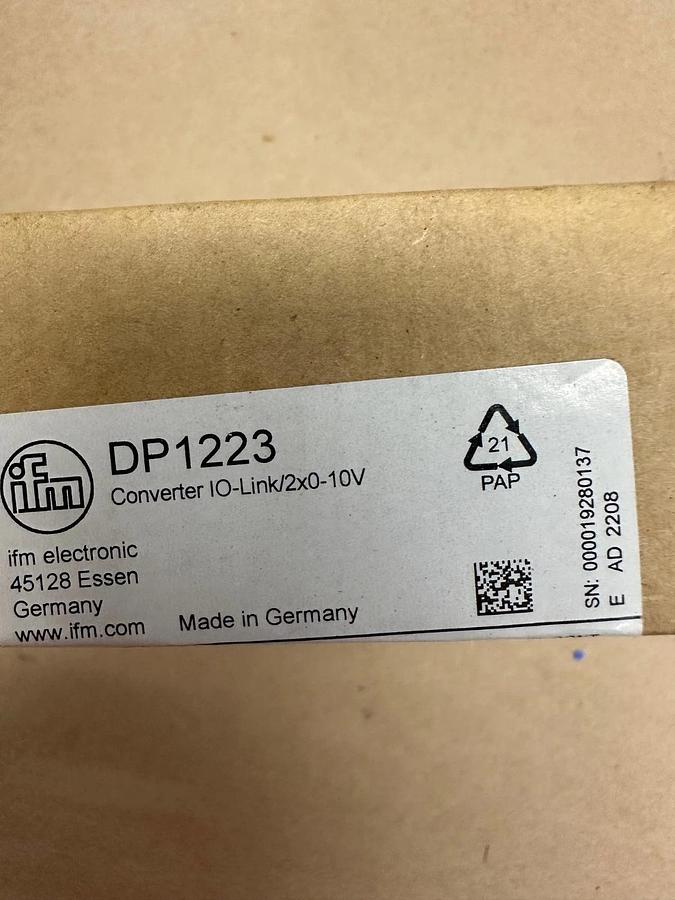 ifm
DP1223
Converter IO-Link/2x0-10V
ifm electronic
45128 Essen
Germany
www.ifm.com
Made in Germany
21
PAP
SN: 000019280137
E AD 2208